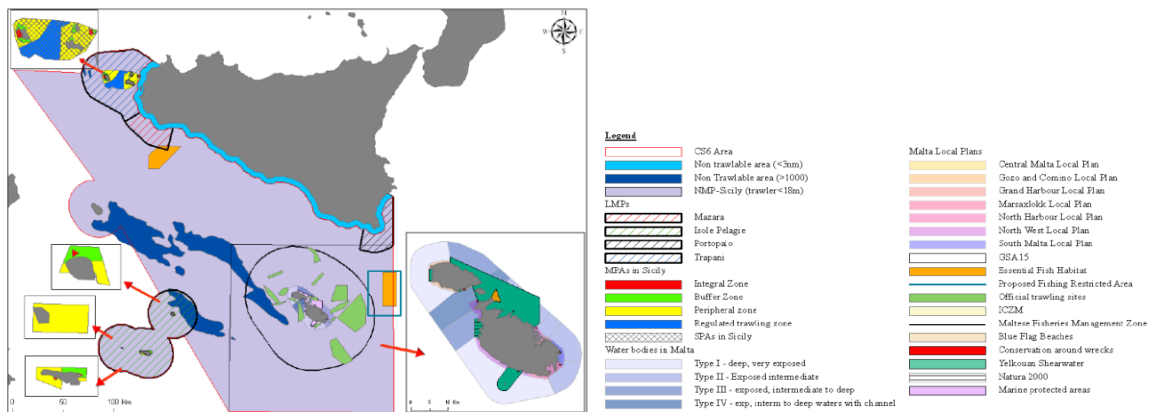 N
W E
S
0 50 100 Km
0 5 10 Km
Legend
CS6 Area
Non trawlable area (<3nm)
Non Trawlable area (>1000)
NMP-Sicily (trawler<18m)
LMPs
Mazara
Isole Pelagie
Portopalo
Trapani
MPAs in Sicily
Integral Zone
Buffer Zone
Peripheral zone
Regulated trawling zone
SPAs in Sicily
Water bodies in Malta
Type I - deep, very exposed
Type II - Exposed intermediate
Type III - exposed, intermediate to deep
Type IV - exp, interm to deep waters with channel
Malta Local Plans
Central Malta Local Plan
Gozo and Comino Local Plan
Grand Harbour Local Plan
Marsaxlokk Local Plan
North Harbour Local Plan
North West Local Plan
South Malta Local Plan
GSA 15
Essential Fish Habitat
Proposed Fishing Restricted Area
Official trawling sites
ICZM
Maltese Fisheries Management Zone
Blue Flag Beaches
Conservation around wrecks
Yelkouan Shearwater
Natura 2000
Marine protected areas